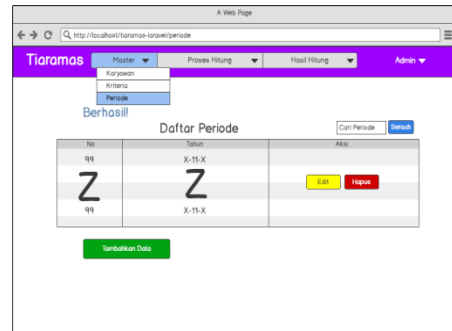 A Web Page
http://localhost/tiaramas-laravel/periode
Tiaramas Master Proses Hitung Hasil Hitung Admin
Karyawan
Kriteria
Periode
Berhasil!
Daftar Periode Cari Periode Serach
No Tahun Aksi
99 X-11-X
Z Z Edit Hapus
99 X-11-X
Tambahkan Data